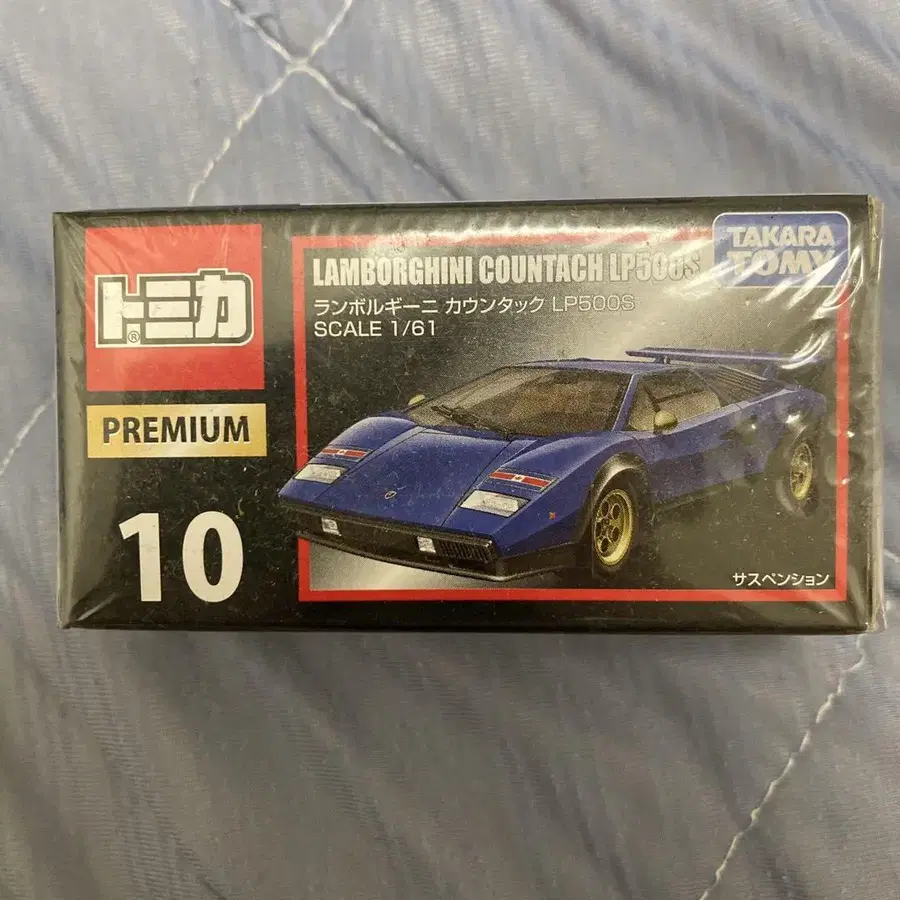 トミカ
®
PREMIUM
10
LAMBORGHINI COUNTACH LP500S
ランボルギーニ カウンタック LP500S
SCALE 1/61
TAKARA
TOMY
サスペンション